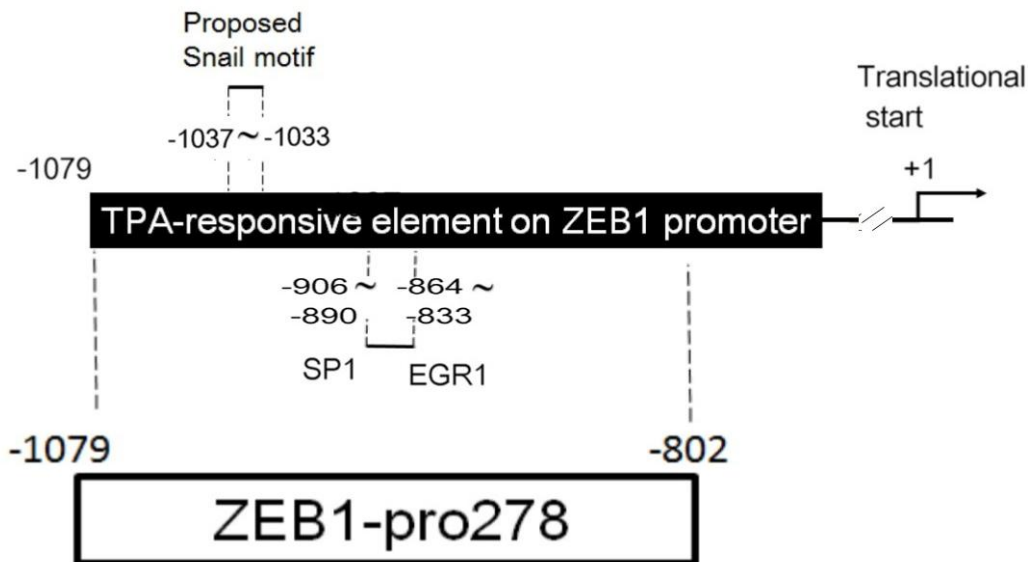 Proposed
Snail motif
-1037 ~ -1033
Translational
start
+1
-1079
TPA-responsive element on ZEB1 promoter
-906 ~ -864 ~
-890 -833
SP1 EGR1
-1079 -802
ZEB1-pro278